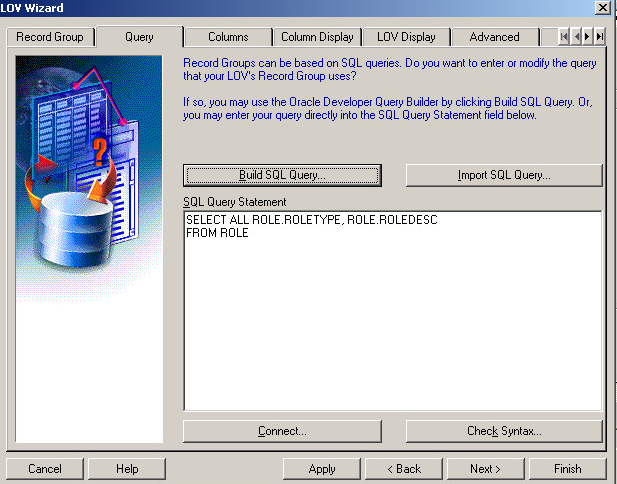 LOV Wizard
Record Group
Query
Columns
Column Display
LOV Display
Advanced
Record Groups can be based on SQL queries. Do you want to enter or modify the query
that your LOV's Record Group uses?
If so, you may use the Oracle Developer Query Builder by clicking Build SQL Query. Or,
you may enter your query directly into the SQL Query Statement field below.
?
Build SQL Query...
Import SQL Query...
SQL Query Statement
SELECT ALL ROLE.ROLETYPE, ROLE.ROLEDESC
FROM ROLE
Connect...
Check Syntax...
Cancel
Help
Apply
< Back
Next >
Finish